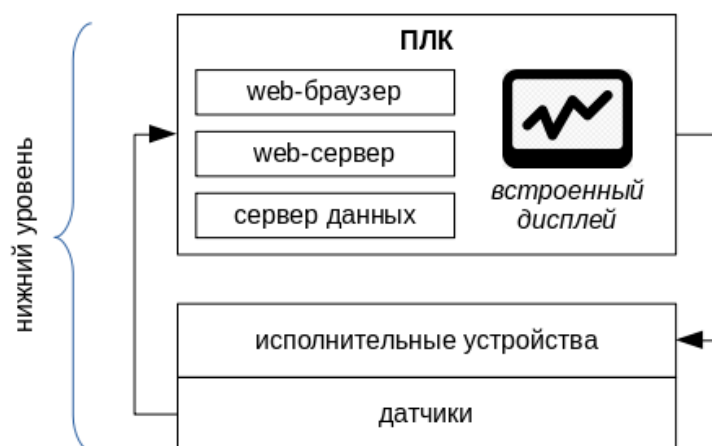 ПЛК
web-браузер
web-сервер
сервер данных
встроенный
дисплей
нижний уровень
исполнительные устройства
датчики